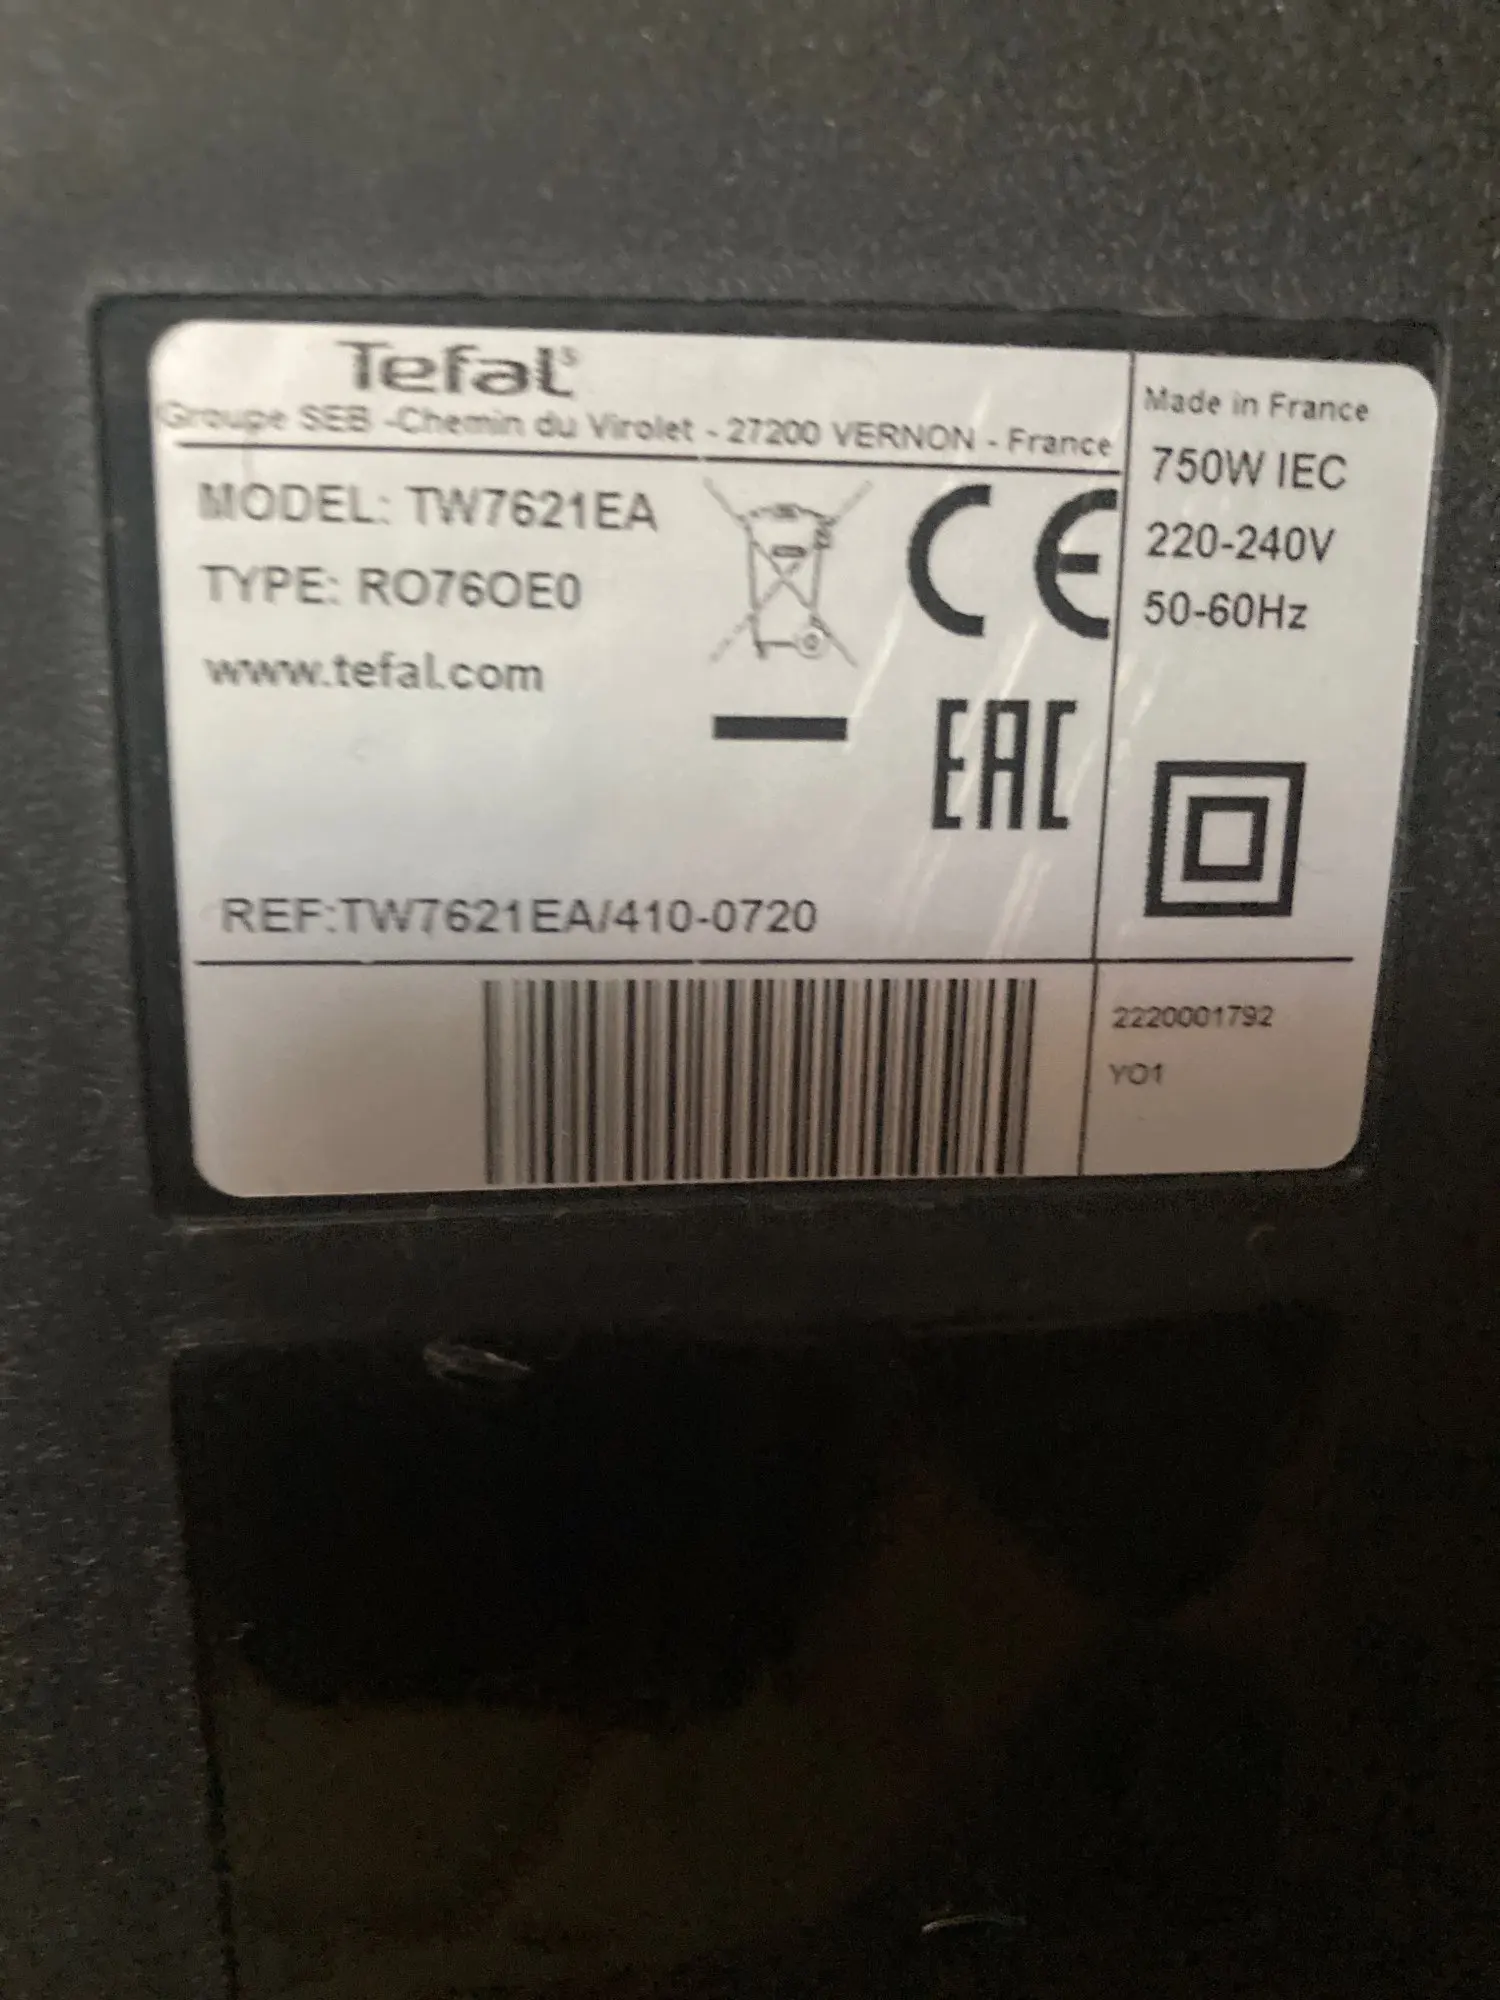 Tefal
Groupe SEB -Chemin du Virolet - 27200 VERNON - France
MODEL: TW7621EA
TYPE: RO76OE0
www.tefal.com
REF:TW7621EA/410-0720
CE
EAC
Made in France
750W IEC
220-240V
50-60Hz
2220001792
YO1